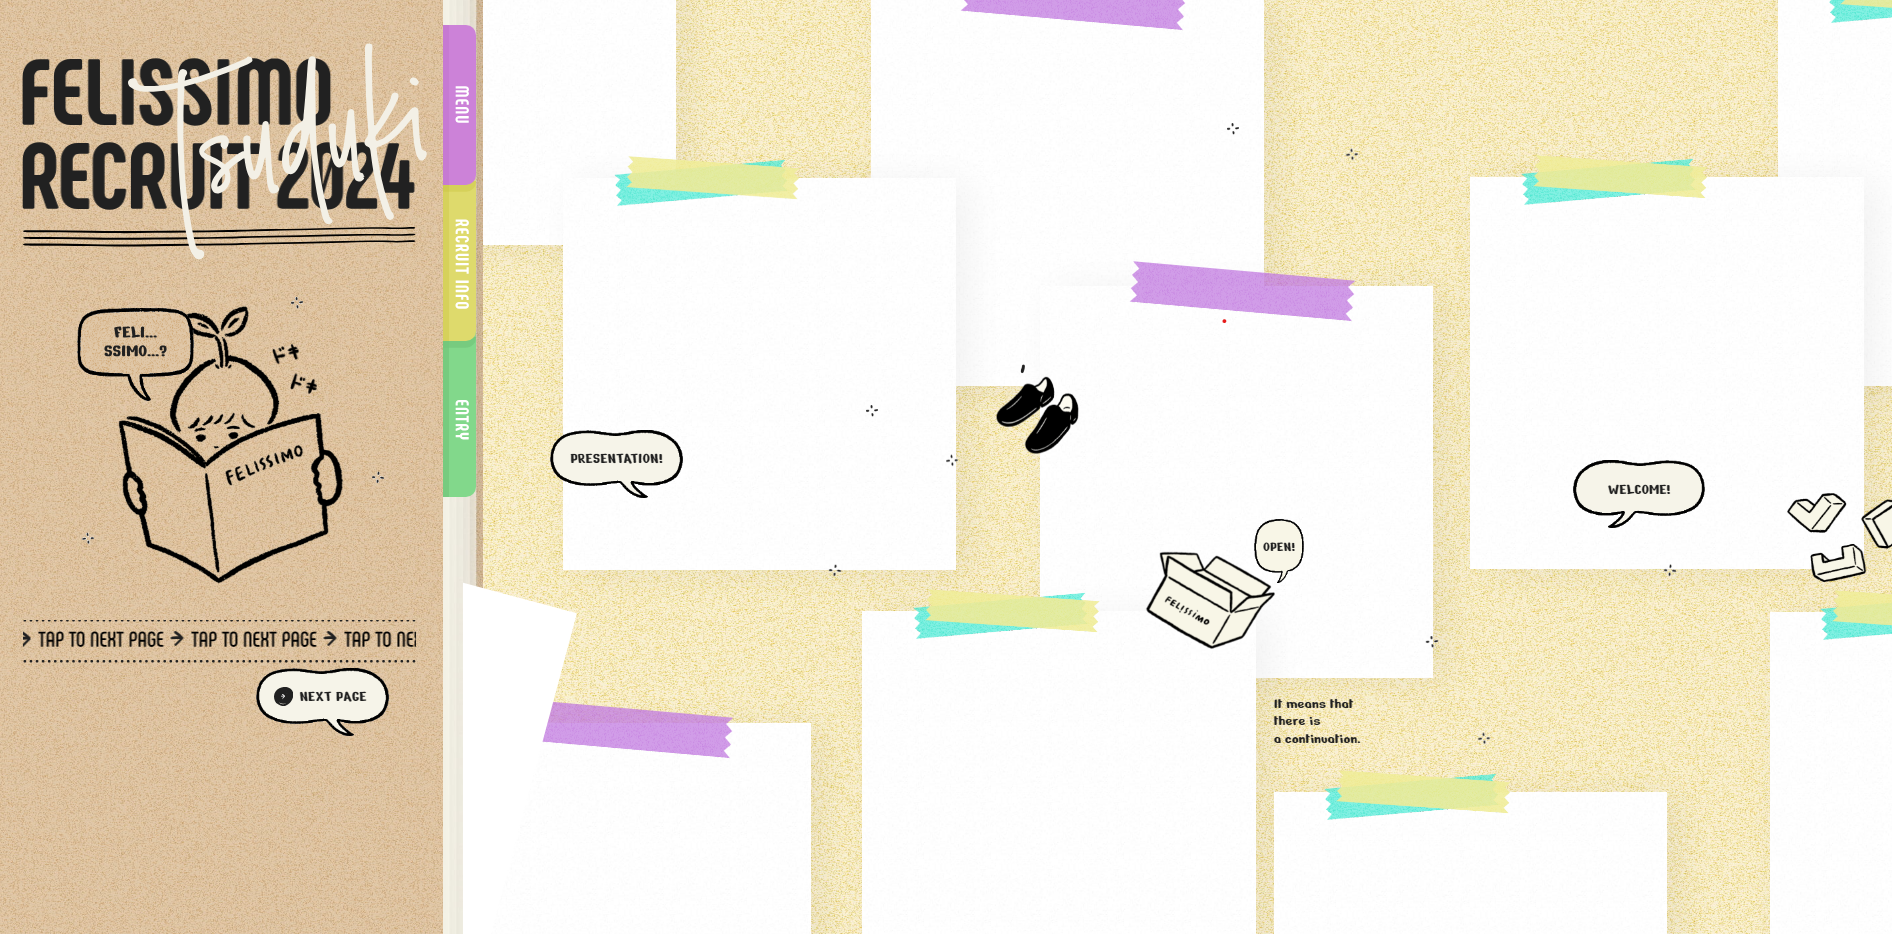 FELISSIMO
RECRUIT 2024
Tsuduki
FELI...
SSIMO...?
ドキ
ドキ
FELISSIMO
TAP TO NEXT PAGE → TAP TO NEXT PAGE → TAP TO NE
NEXT PAGE
MENU
RECRUIT INFO
ENTRY
PRESENTATION!
OPEN!
FELISSIMO
WELCOME!
It means that
there is
a continuation.